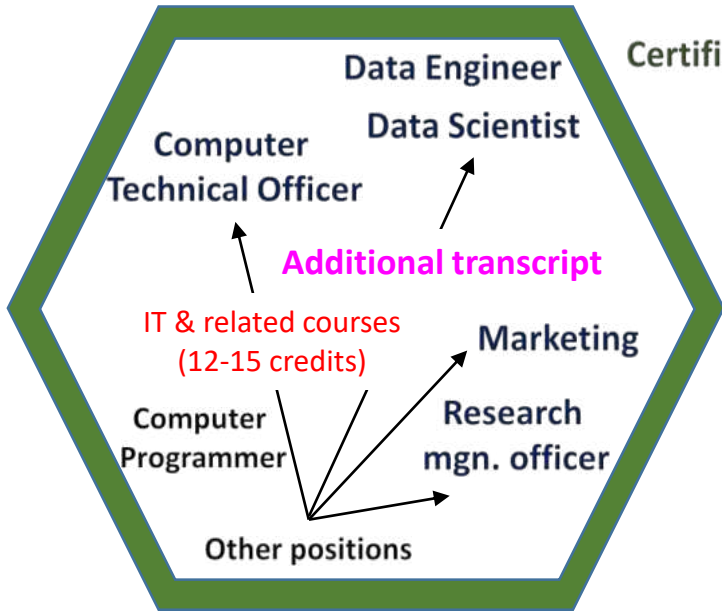 Data Engineer
Certifi
Data Scientist
Computer
Technical Officer
Additional transcript
IT & related courses
(12-15 credits)
Marketing
Computer
Programmer
Research
mgn. officer
Other positions